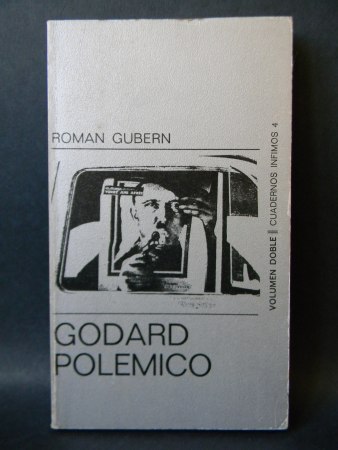 ROMAN GUBERN
GODARD
POLEMICO
VOLUMEN DOBLE || CUADERNOS INFIMOS 4